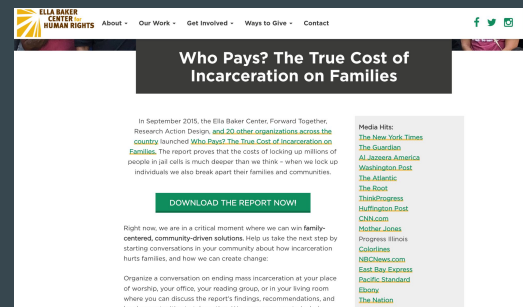 ELLA BAKER
CENTER for
HUMAN RIGHTS
About
Our Work
Get Involved
Ways to Give
Contact
Who Pays? The True Cost of
Incarceration on Families
In September 2015, the Ella Baker Center, Forward Together,
Research Action Design, and 20 other organizations across the
country launched Who Pays? The True Cost of Incarceration on
Families. The report proves that the costs of locking up millions of
people in jail cells is much deeper than we think – when we lock up
individuals we also break apart their families and communities.
DOWNLOAD THE REPORT NOW!
Right now, we are in a critical moment where we can win family-
centered, community-driven solutions. Help us take the next step by
starting conversations in your community about how incarceration
hurts families, and how we can create change:
Organize a conversation on ending mass incarceration at your place
of worship, your office, your reading group, or in your living room
where you can discuss the report's findings, recommendations, and
Media Hits:
The New York Times
The Guardian
Al Jazeera America
Washington Post
The Atlantic
The Root
ThinkProgress
Huffington Post
CNN.com
Mother Jones
Progress Illinois
Colorlines
NBCNews.com
East Bay Express
Pacific Standard
Ebony
The Nation